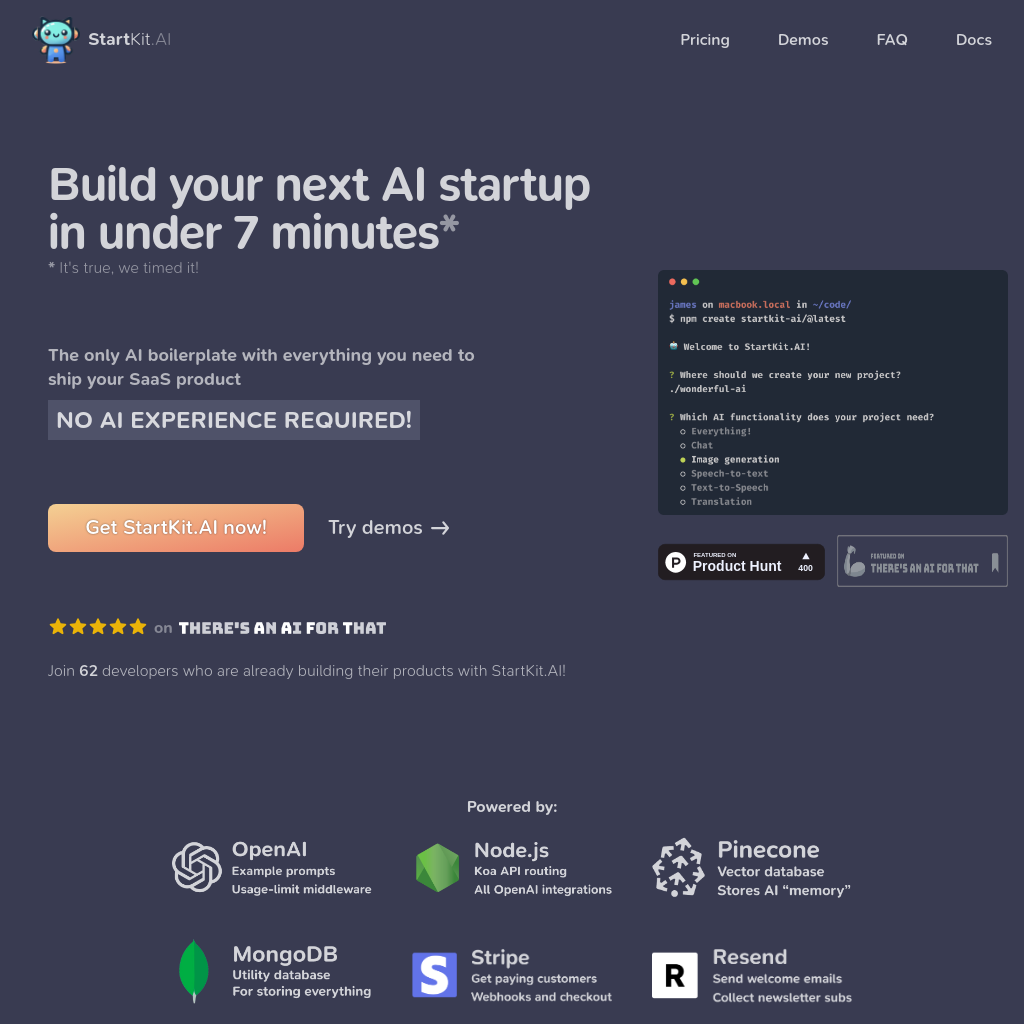 StartKit.AI
Pricing
Demos
FAQ
Docs
Build your next AI startup
in under 7 minutes*
* It's true, we timed it!
The only AI boilerplate with everything you need to
ship your SaaS product
NO AI EXPERIENCE REQUIRED!
Get StartKit.AI now!
Try demos →
on THERE'S AN AI FOR THAT
Join 62 developers who are already building their products with StartKit.AI!
james on macbook.local in ~/code/
$ npm create startkit-ai/@latest
Welcome to StartKit.AI!
? Where should we create your new project?
./wonderful-ai
? Which AI functionality does your project need?
Everything!
Chat
Image generation
Speech-to-text
Text-to-Speech
Translation
P
FEATURED ON
Product Hunt
▲
400
FEATURED ON
THERE'S AN AI FOR THAT
Powered by:
OpenAI
Example prompts
Usage-limit middleware
Node.js
Koa API routing
All OpenAI integrations
Pinecone
Vector database
Stores AI “memory”
MongoDB
Utility database
For storing everything
S
Stripe
Get paying customers
Webhooks and checkout
R
Resend
Send welcome emails
Collect newsletter subs